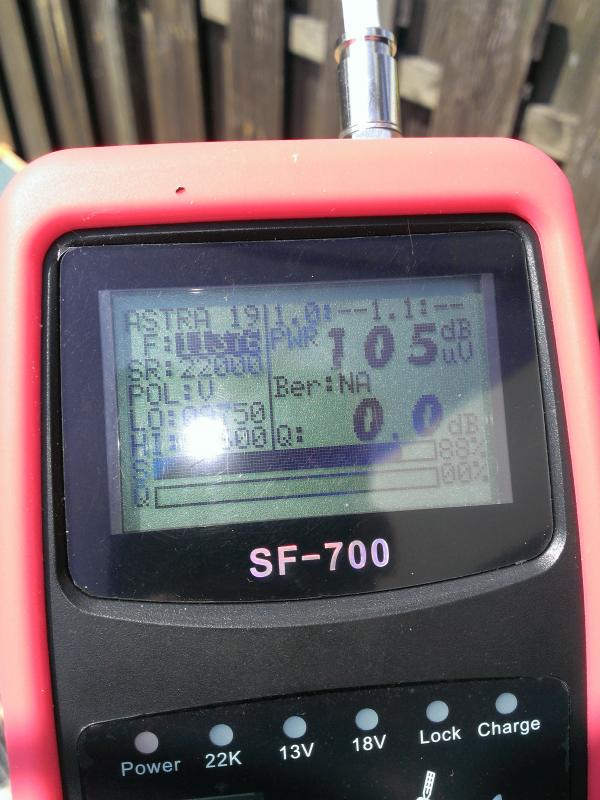 ASTRA 19 1.0:--1.1:--
F:
PWR 105 dB uV
SR:22000
POL:V
Ber:NA
LO:
HI:
Q: 0.0 dB
S 88%
Q 00%
SF-700
Power 22K 13V 18V Lock Charge